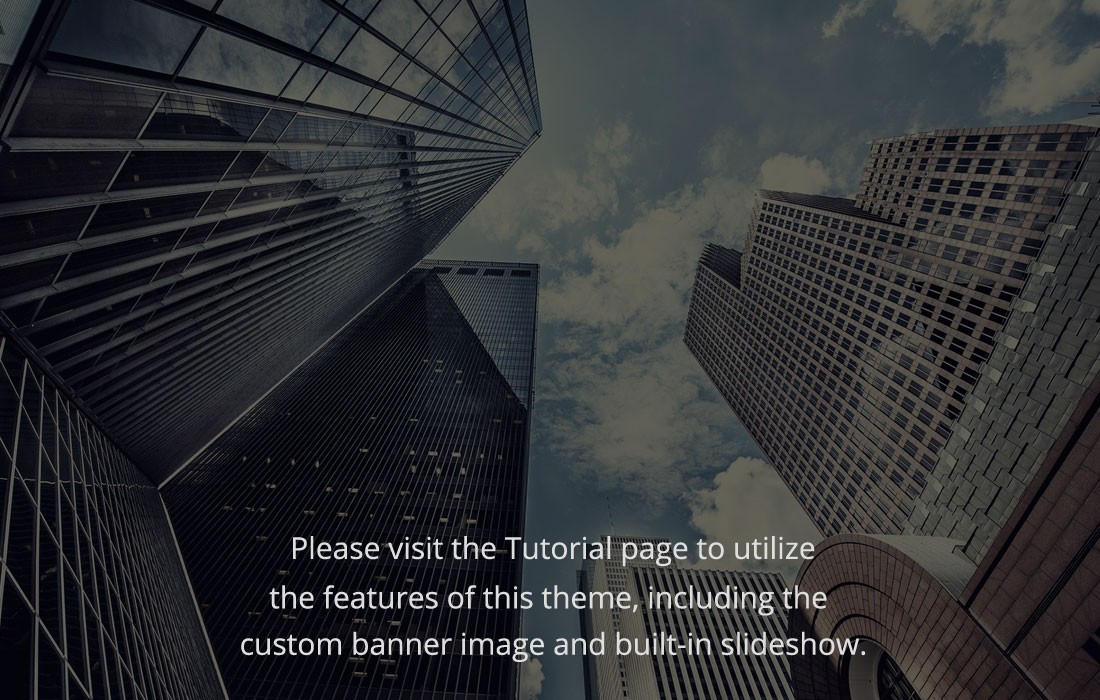 Please visit the Tutorial page to utilize
the features of this theme, including the
custom banner image and built-in slideshow.